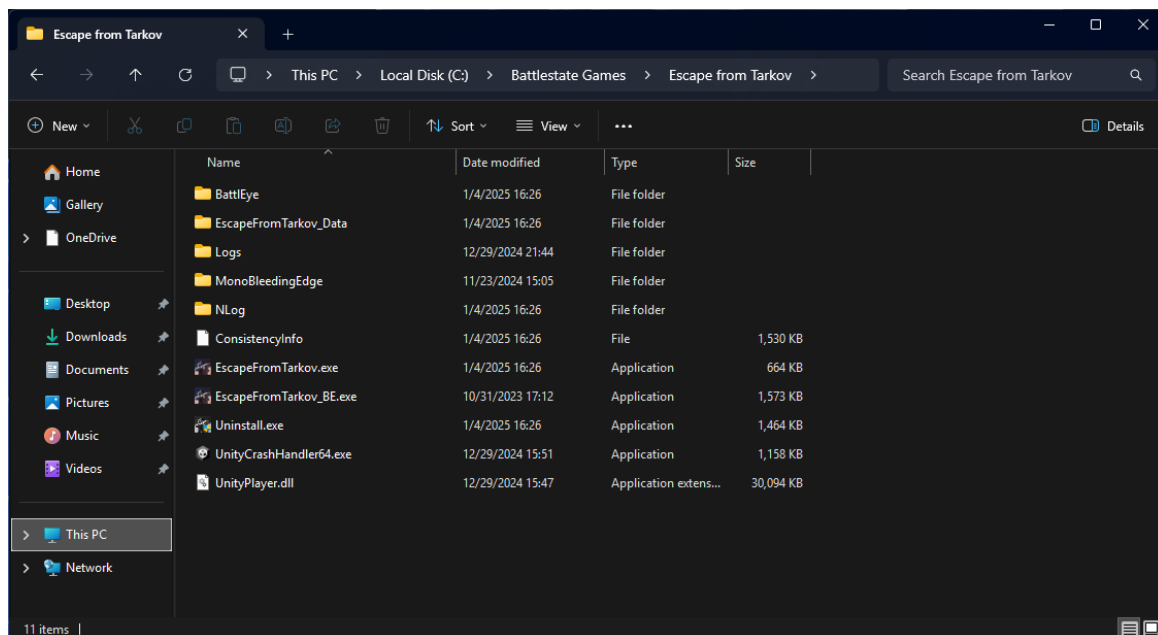 Escape from Tarkov
This PC > Local Disk (C:) > Battlestate Games > Escape from Tarkov >
Search Escape from Tarkov
New Sort View Details
Name Date modified Type Size
Home
Gallery
OneDrive
Desktop
Downloads
Documents
Pictures
Music
Videos
This PC
Network
BattlEye 1/4/2025 16:26 File folder
EscapeFromTarkov_Data 1/4/2025 16:26 File folder
Logs 12/29/2024 21:44 File folder
MonoBleedingEdge 11/23/2024 15:05 File folder
NLog 1/4/2025 16:26 File folder
ConsistencyInfo 1/4/2025 16:26 File 1,530 KB
EscapeFromTarkov.exe 1/4/2025 16:26 Application 664 KB
EscapeFromTarkov_BE.exe 10/31/2023 17:12 Application 1,573 KB
Uninstall.exe 1/4/2025 16:26 Application 1,464 KB
UnityCrashHandler64.exe 12/29/2024 15:51 Application 1,158 KB
UnityPlayer.dll 12/29/2024 15:47 Application extens... 30,094 KB
11 items